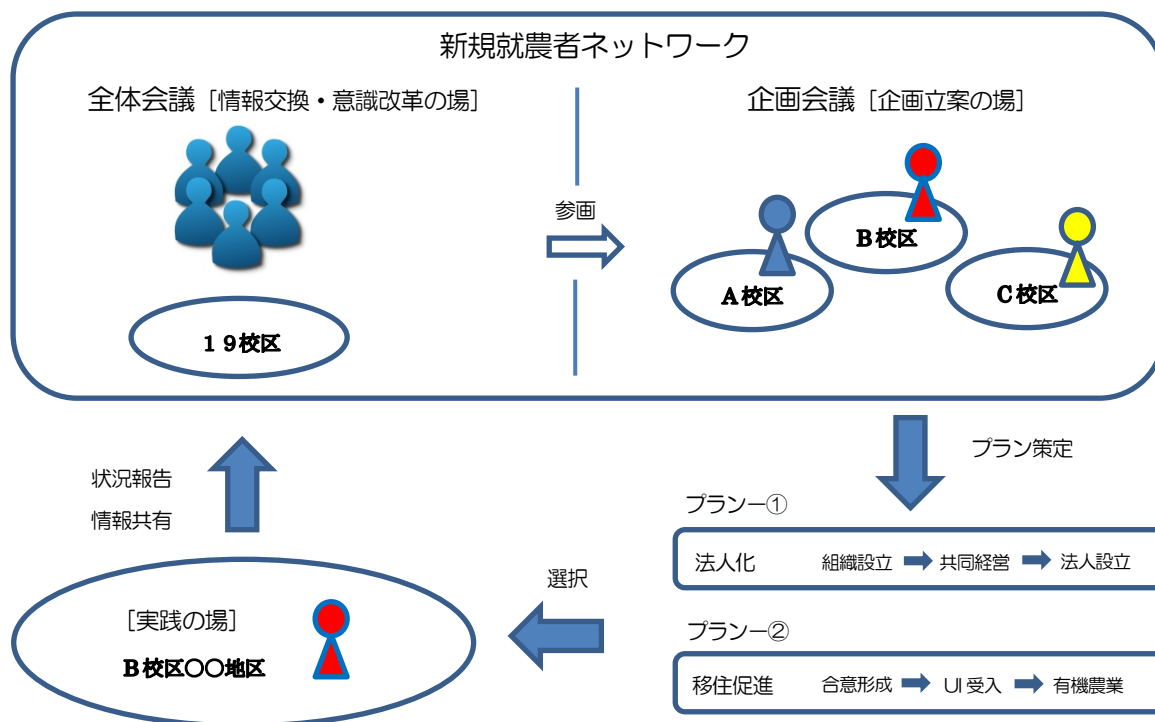 新規就農者ネットワーク
全体会議［情報交換・意識改革の場］
企画会議［企画立案の場］
参画
B校区
A校区
C校区
１９校区
プラン策定
状況報告
情報共有
プランー①
法人化 組織設立 共同経営 法人設立
選択
［実践の場］
B校区〇〇地区
プランー②
移住促進 合意形成 UI受入 有機農業